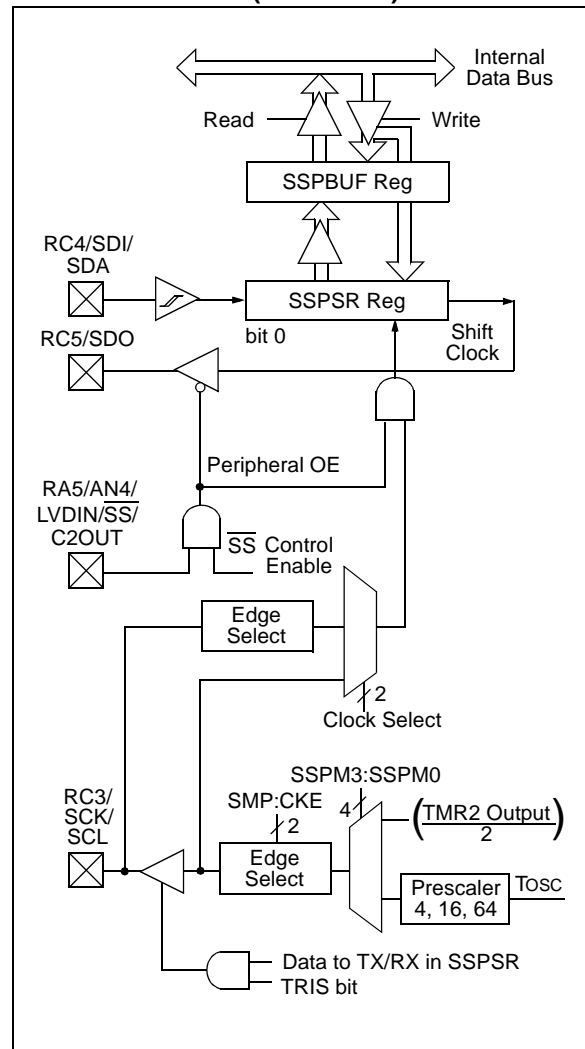 Internal
Data Bus
Read
Write
SSPBUF Reg
RC4/SDI/
SDA
SSPSR Reg
bit 0
Shift
Clock
RC5/SDO
Peripheral OE
RA5/AN4/
LVDIN/SS/
C2OUT
SS Control
Enable
Edge
Select
2
Clock Select
SSPM3:SSPM0
4
SMP:CKE
2
RC3/
SCK/
SCL
Edge
Select
(TMR2 Output)
2
Prescaler
4, 16, 64
TOSC
Data to TX/RX in SSPSR
TRIS bit